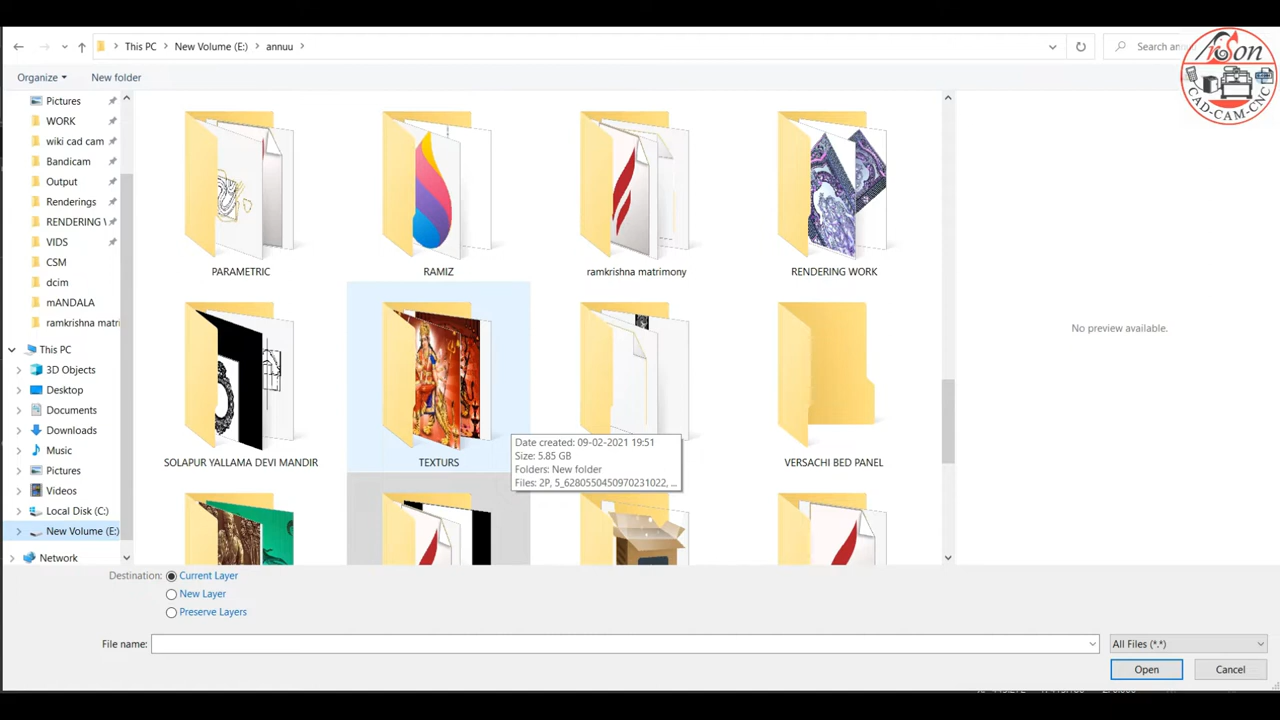 This PC
New Volume (E:)
annuu
Search an
ArSon
CAD-CAM-CNC
Organize
New folder
Pictures
WORK
wiki cad cam
Bandicam
Output
Renderings
RENDERING
VIDS
CSM
dcim
mANDALA
ramkrishna matri
This PC
3D Objects
Desktop
Documents
Downloads
Music
Pictures
Videos
Local Disk (C:)
New Volume (E:)
Network
PARAMETRIC
RAMIZ
ramkrishna matrimony
RENDERING WORK
SOLAPUR YALLAMA DEVI MANDIR
TEXTURS
VERSACHI BED PANEL
Date created: 09-02-2021 19:51
Size: 5.85 GB
Folders: New folder
Files: 2P, 5_6280550450970231022, ...
No preview available.
Destination:
Current Layer
New Layer
Preserve Layers
File name:
All Files (*.*)
Open
Cancel